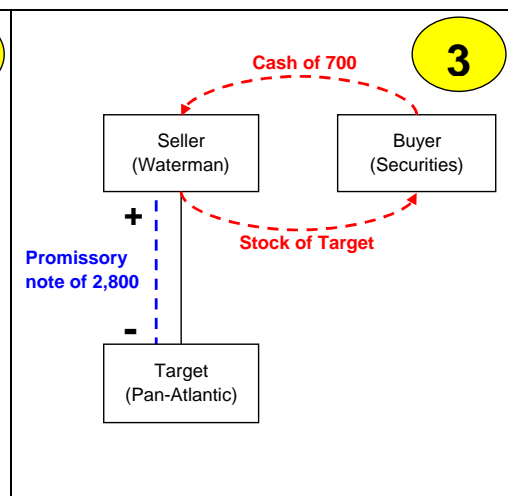 3
Cash of 700
Seller
(Waterman)
Buyer
(Securities)
+
Stock of Target
Promissory
note of 2,800
-
Target
(Pan-Atlantic)